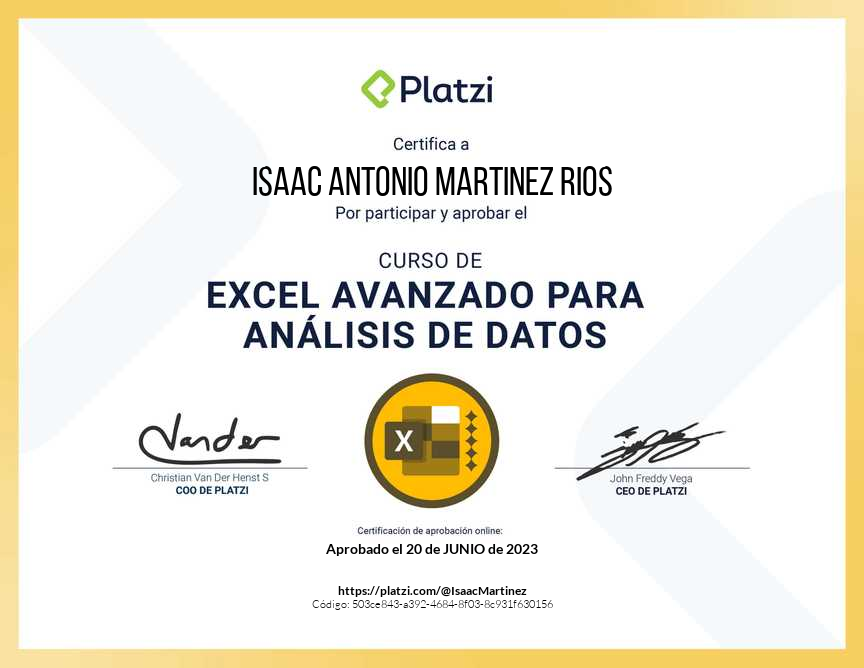 Platzi
Certifica a
ISAAC ANTONIO MARTINEZ RIOS
Por participar y aprobar el
CURSO DE
EXCEL AVANZADO PARA
ANÁLISIS DE DATOS
X
Vander
Christian Van Der Henst S
COO DE PLATZI
John Freddy Vega
CEO DE PLATZI
Certificación de aprobación online:
Aprobado el 20 de JUNIO de 2023
https://platzi.com/@IsaacMartinez
Código: 503ce843-a392-4684-8f03-8c931f630156